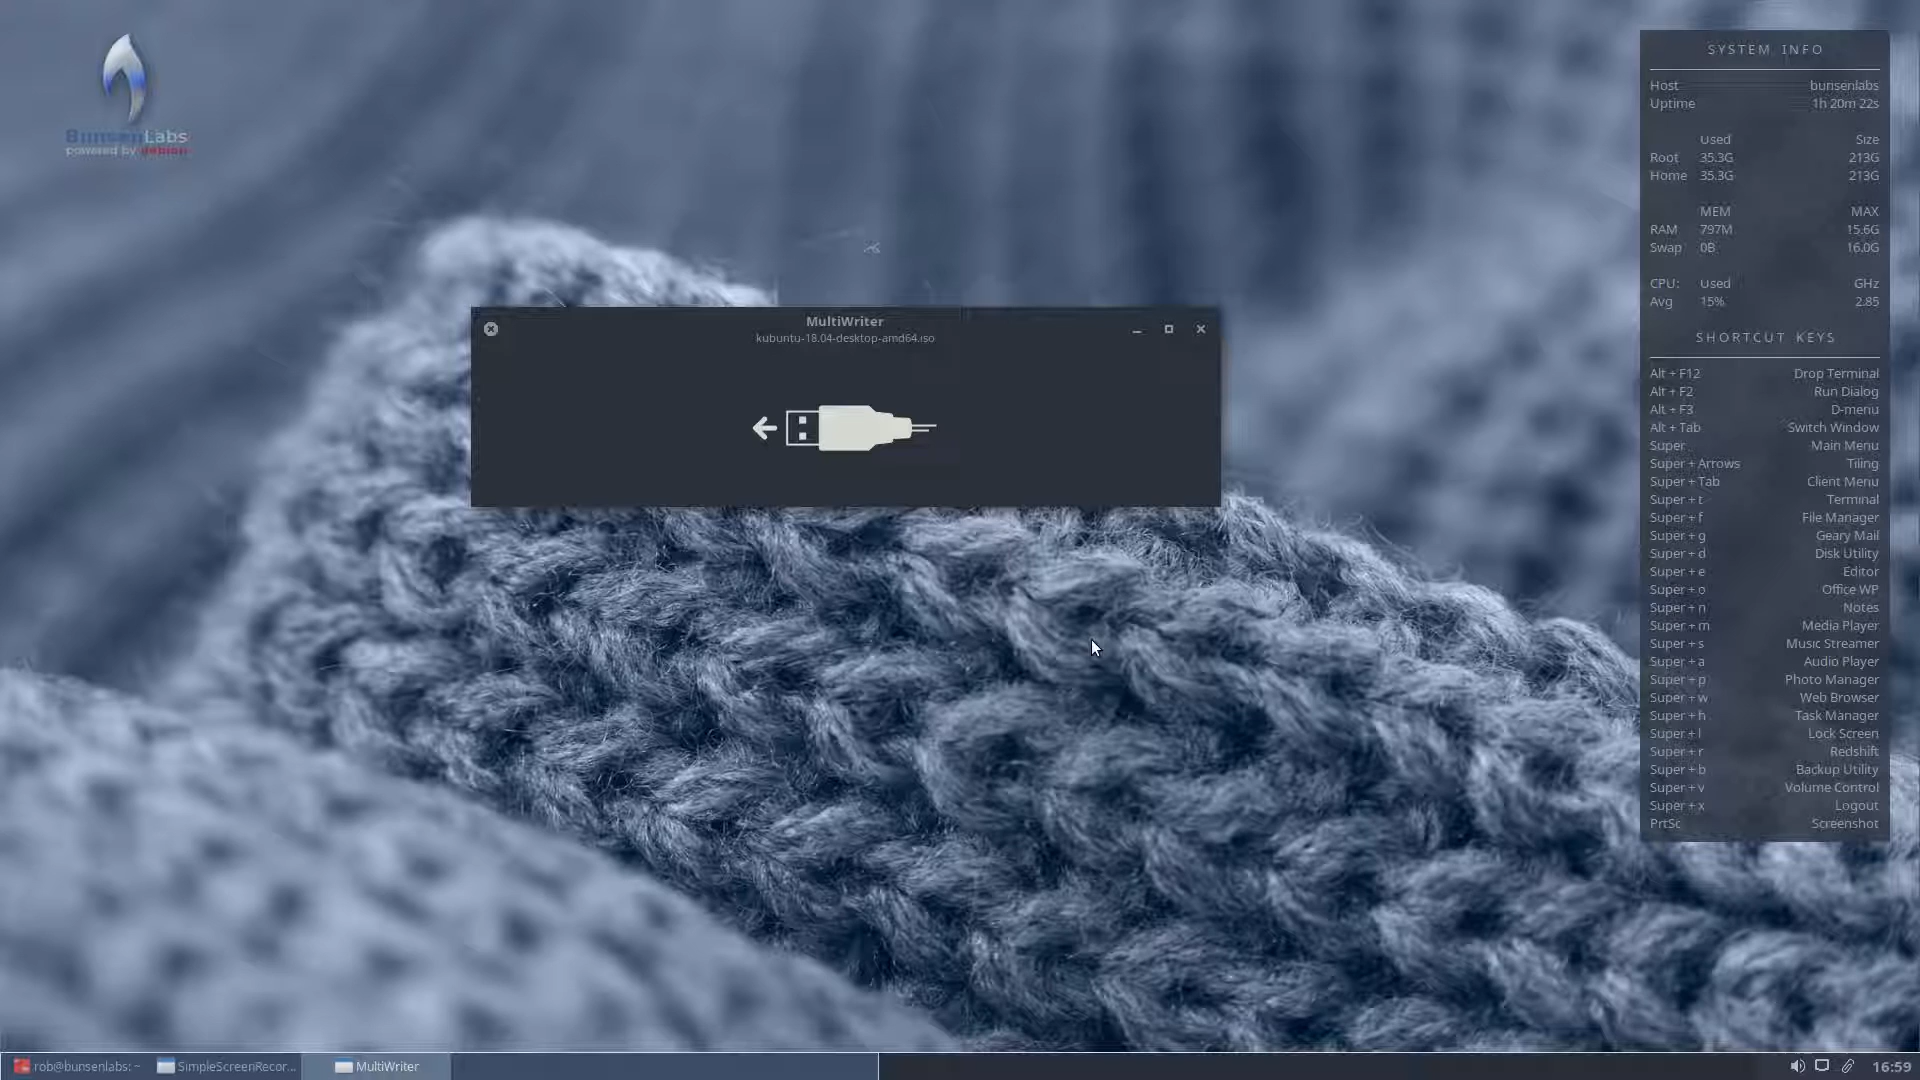 BunsenLabs
powered by debian
MultiWriter
kubuntu-18.04-desktop-amd64.iso
SYSTEM INFO
Host bunsenlabs
Uptime 1h 20m 22s
Used Size
Root 35.3G 213G
Home 35.3G 213G
MEM MAX
RAM 797M 15.6G
Swap 0B 16.0G
CPU: Used GHz
Avg 15% 2.85
SHORTCUT KEYS
Alt + F12 Drop Terminal
Alt + F2 Run Dialog
Alt + F3 D-menu
Alt + Tab Switch Window
Super Main Menu
Super + Arrows Tiling
Super + Tab Client Menu
Super + t Terminal
Super + f File Manager
Super + g Geary Mail
Super + d Disk Utility
Super + e Editor
Super + o Office WP
Super + n Notes
Super + m Media Player
Super + s Music Streamer
Super + a Audio Player
Super + p Photo Manager
Super + w Web Browser
Super + h Task Manager
Super + l Lock Screen
Super + r Redshift
Super + b Backup Utility
Super + v Volume Control
Super + x Logout
PrtSc Screenshot
rob@bunsenlabs: ~ SimpleScreenRecor... MultiWriter 16:59